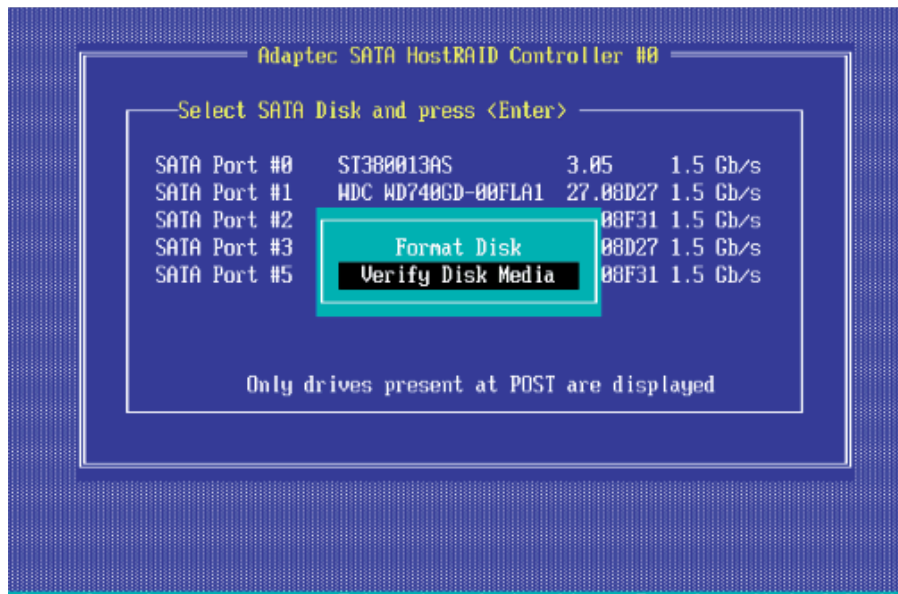 Adaptec SATA HostRAID Controller #0
Select SATA Disk and press <Enter>
SATA Port #0 ST380013AS 3.05 1.5 Gb/s
SATA Port #1 WDC WD740GD-00FLA1 27.08D27 1.5 Gb/s
SATA Port #2 08F31 1.5 Gb/s
SATA Port #3 Format Disk 08D27 1.5 Gb/s
SATA Port #5 Verify Disk Media 08F31 1.5 Gb/s
Only drives present at POST are displayed